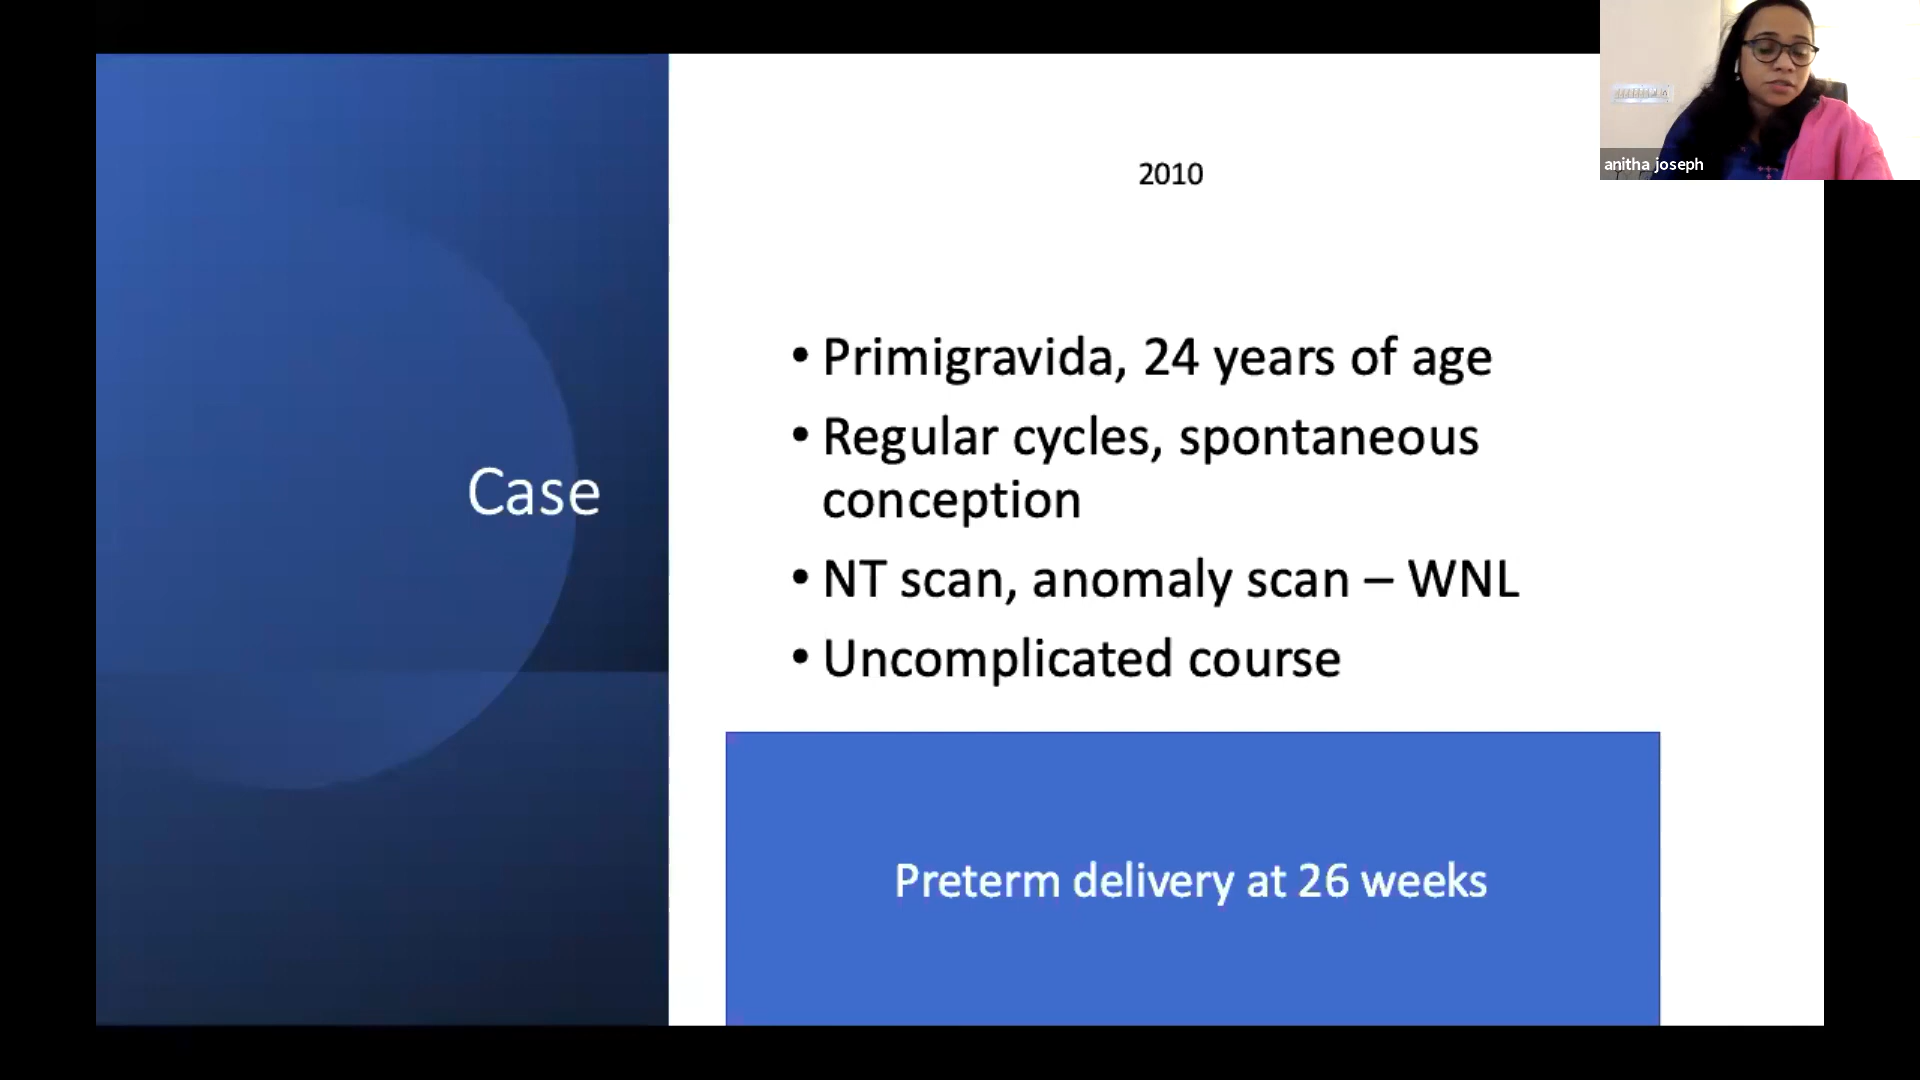 anitha joseph
2010
Case
• Primigravida, 24 years of age
• Regular cycles, spontaneous
conception
• NT scan, anomaly scan – WNL
• Uncomplicated course
Preterm delivery at 26 weeks